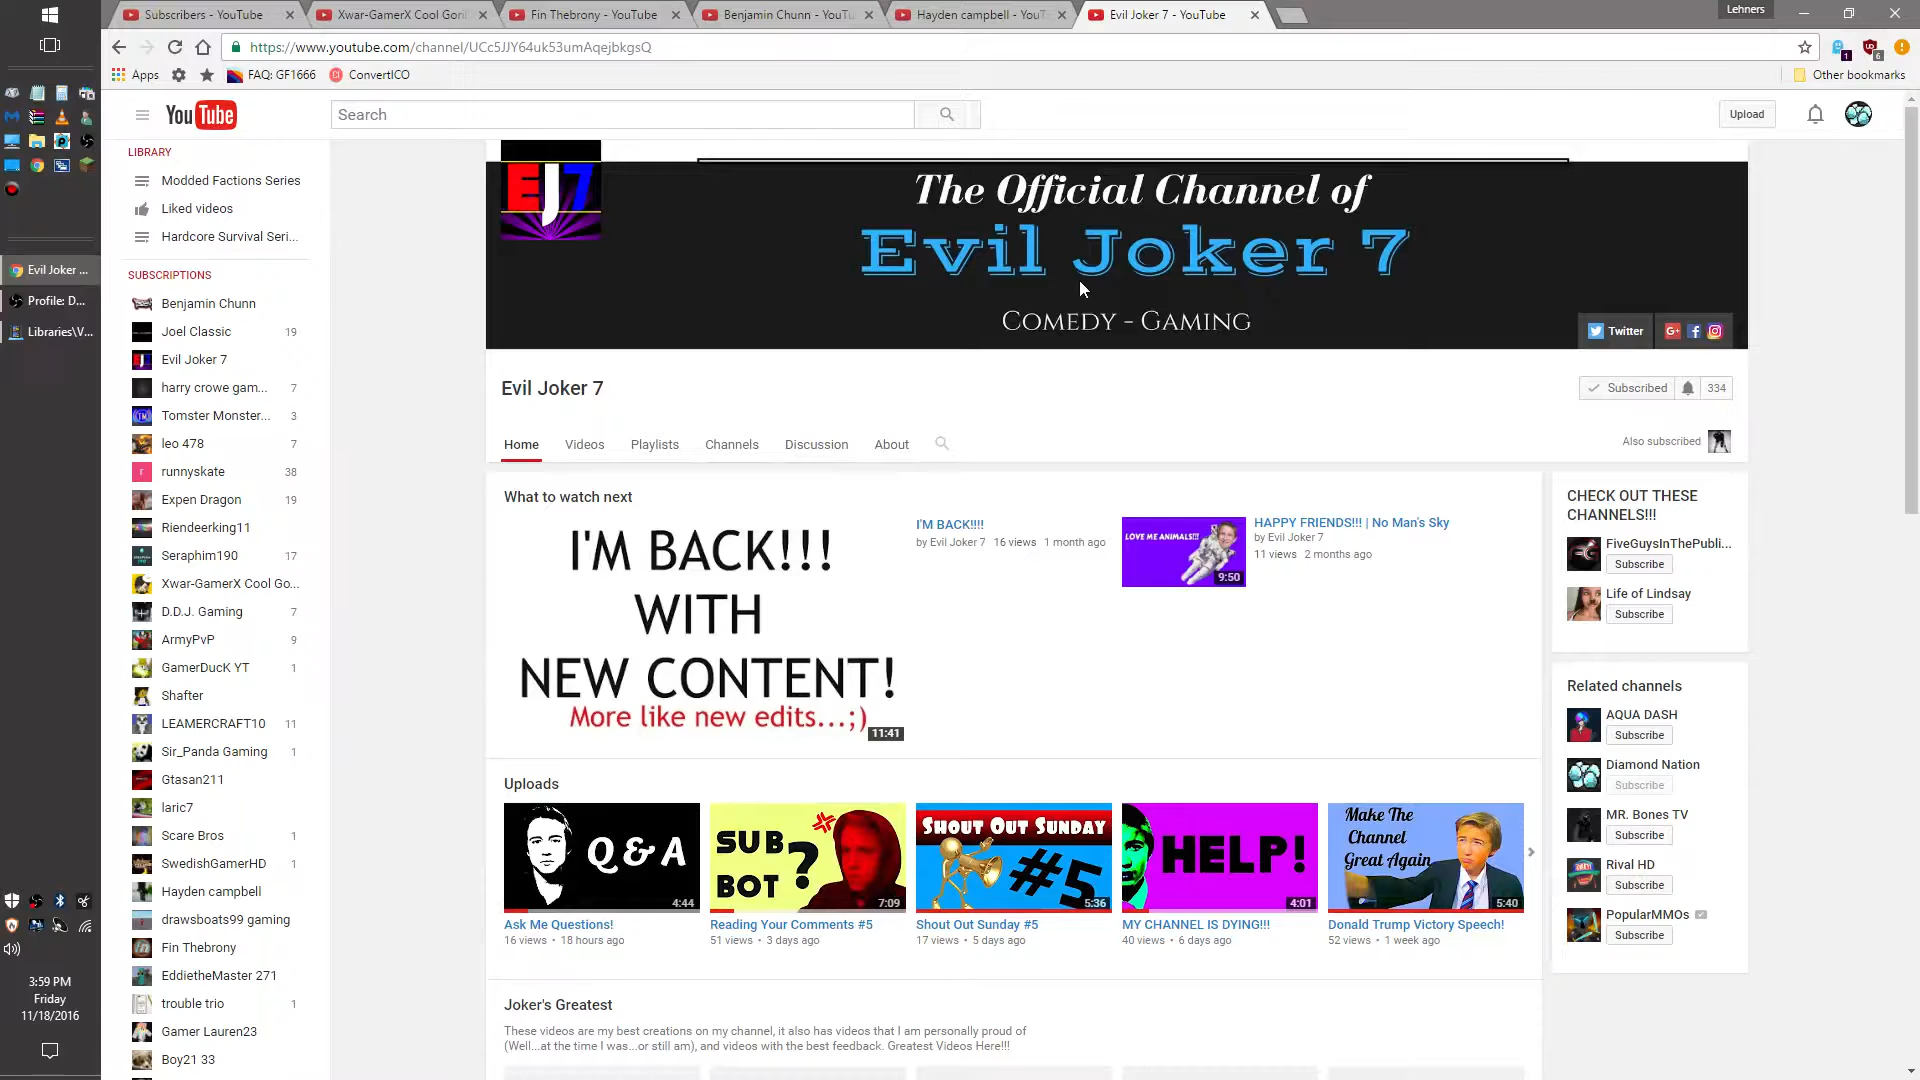 Subscribers - YouTube
Xwar-GamerX Cool Goril
Fin Thebrony - YouTube
Benjamin Chunn - YouTu
Hayden campbell - YouT
Evil Joker 7 - YouTube
Lehners
https://www.youtube.com/channel/UCc5JJY64uk53umAqejbkgsQ
1
6
Apps
FAQ: GF1666
CI
ConvertICO
Other bookmarks
YouTube
Search
Upload
LIBRARY
Modded Factions Series
Liked videos
Hardcore Survival Seri...
SUBSCRIPTIONS
Benjamin Chunn
Joel Classic 19
Evil Joker 7
harry crowe gam... 7
Tomster Monster... 3
leo 478 7
runnyskate 38
Expen Dragon 19
Riendeerking11
Seraphim190 17
Xwar-GamerX Cool Go...
D.D.J. Gaming 7
ArmyPvP 9
GamerDucK YT 1
Shafter
LEAMERCRAFT10 11
Sir_Panda Gaming 1
Gtasan211
laric7
Scare Bros 1
SwedishGamerHD 1
Hayden campbell
drawsboats99 gaming
Fin Thebrony
EddietheMaster 271
trouble trio 1
Gamer Lauren23
Boy21 33
Evil Joker ...
Profile: D...
Libraries\V...
3:59 PM
Friday
11/18/2016
EJ7
The Official Channel of
Evil Joker 7
Comedy - Gaming
Twitter
G+
Evil Joker 7
Subscribed
334
Home
Videos
Playlists
Channels
Discussion
About
Also subscribed
What to watch next
I'M BACK!!!
WITH
NEW CONTENT!
More like new edits...;)
11:41
I'M BACK!!!!
by Evil Joker 7 16 views 1 month ago
LOVE ME ANIMALS!!!
9:50
HAPPY FRIENDS!!! | No Man's Sky
by Evil Joker 7
11 views 2 months ago
Uploads
Q & A
4:44
Ask Me Questions!
16 views • 18 hours ago
SUB
BOT ?
7:09
Reading Your Comments #5
51 views • 3 days ago
SHOUT OUT SUNDAY
#5
5:36
Shout Out Sunday #5
17 views • 5 days ago
HELP!
4:01
MY CHANNEL IS DYING!!!
40 views • 6 days ago
Make The
Channel
Great Again
5:40
Donald Trump Victory Speech!
52 views • 1 week ago
Joker's Greatest
These videos are my best creations on my channel, it also has videos that I am personally proud of
(Well...at the time I was...or still am), and videos with the best feedback. Greatest Videos Here!!!
CHECK OUT THESE
CHANNELS!!!
FiveGuysInThePubli...
Subscribe
Life of Lindsay
Subscribe
Related channels
AQUA DASH
Subscribe
Diamond Nation
Subscribe
MR. Bones TV
Subscribe
Rival HD
Subscribe
PopularMMOs
Subscribe